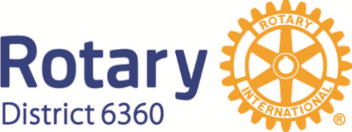 Rotary
District 6360
ROTARY
INTERNATIONAL
®